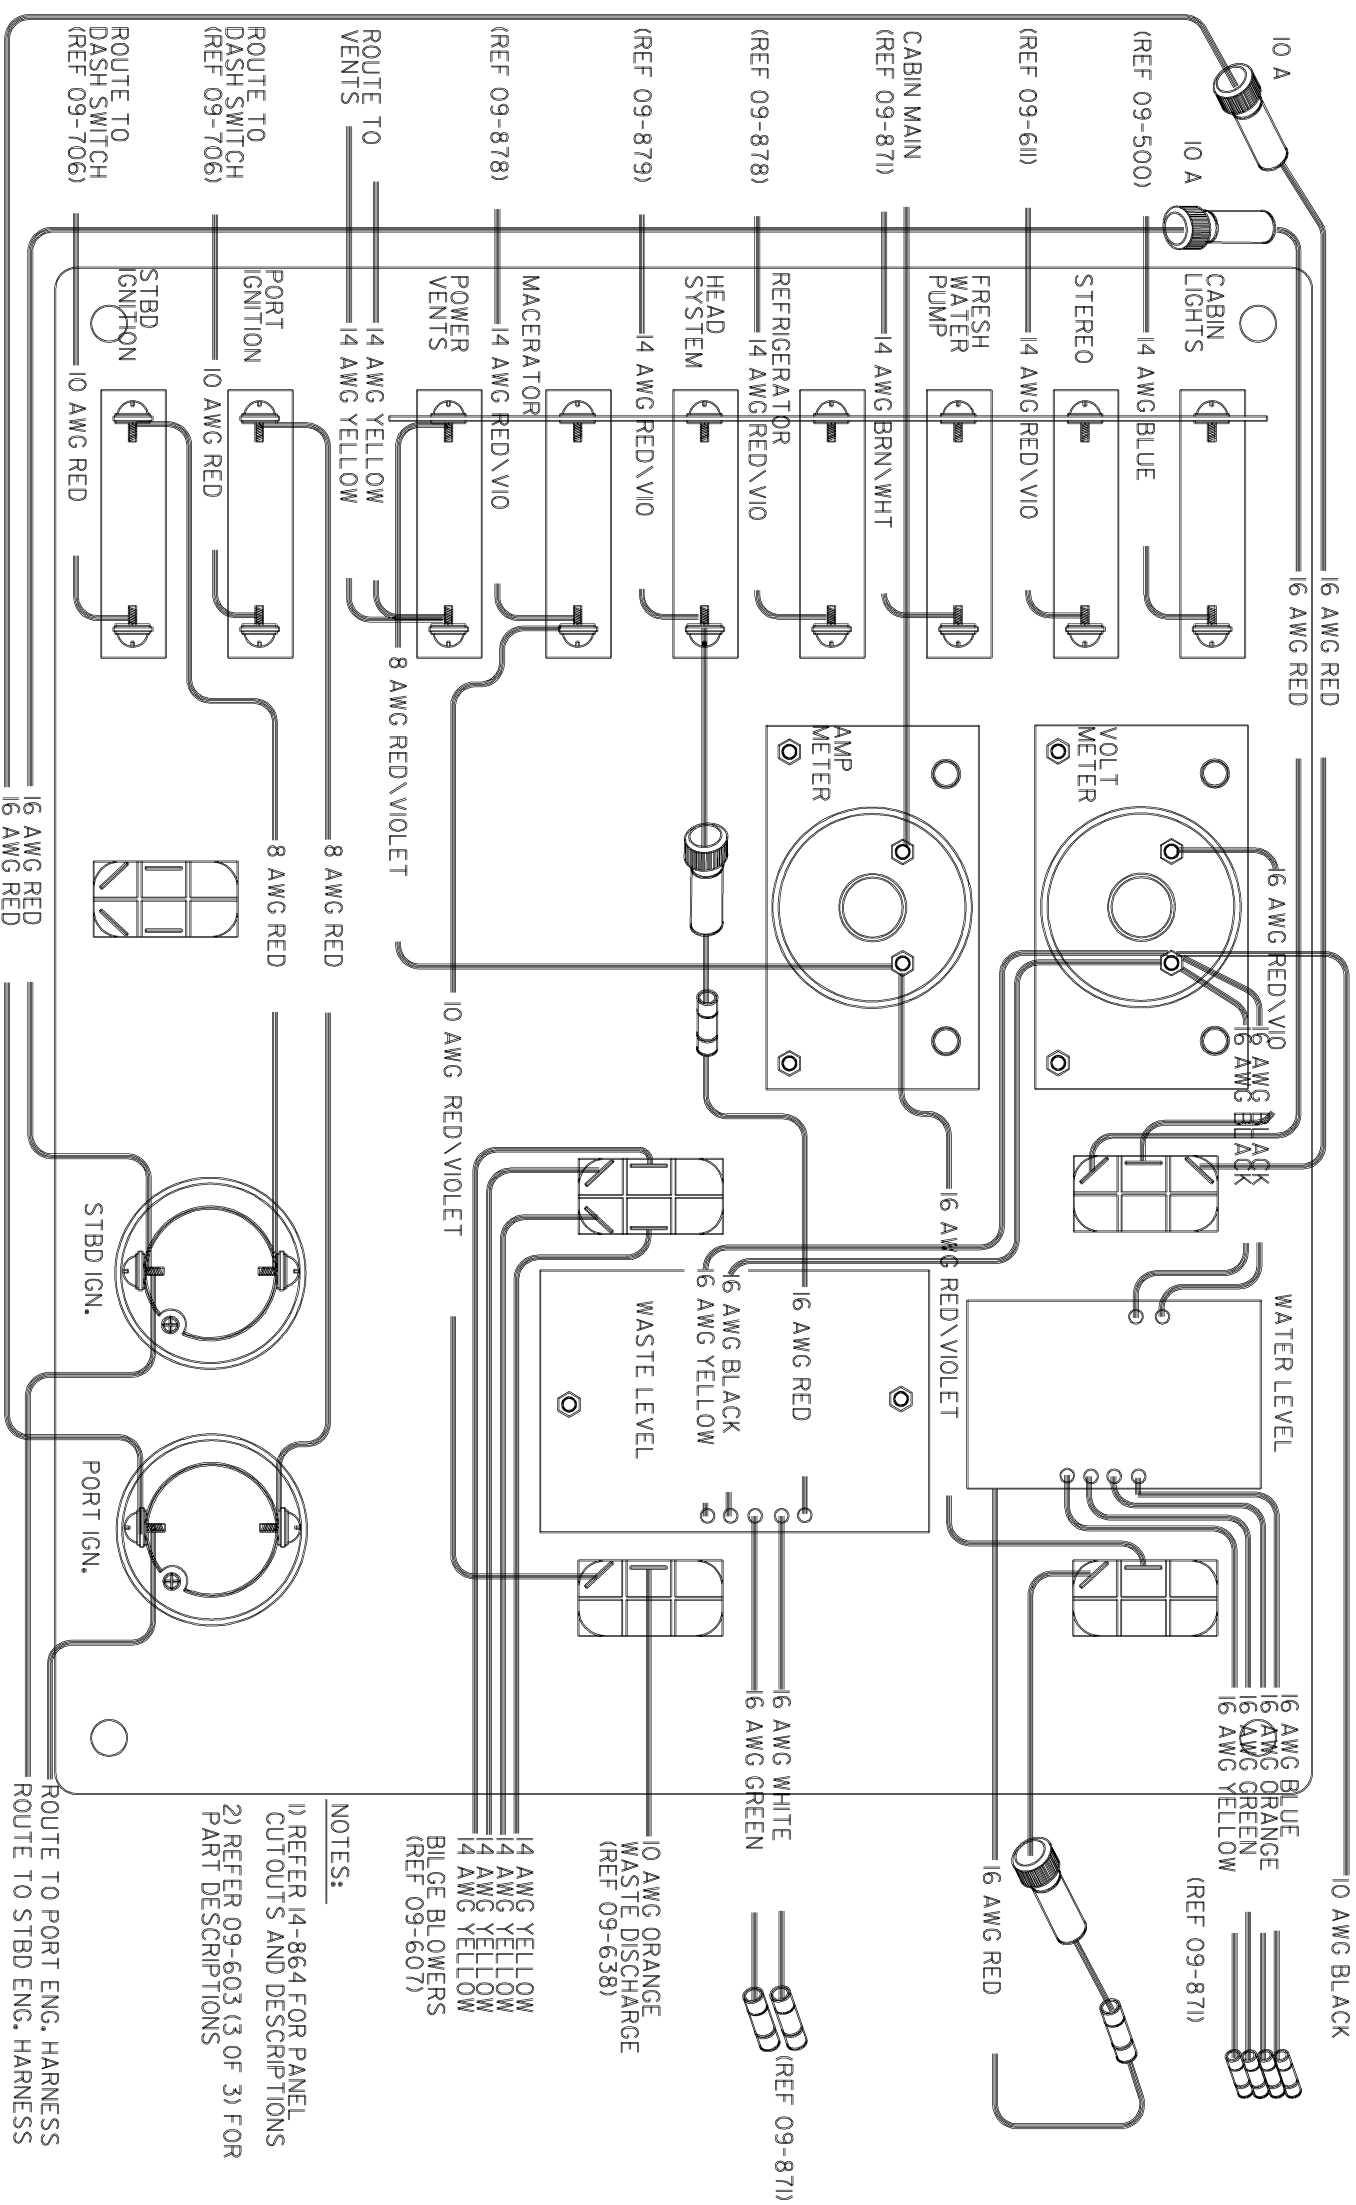 10 A
10 A
(REF 09-500)
(REF 09-611)
CABIN MAIN
(REF 09-871)
(REF 09-878)
(REF 09-879)
(REF 09-878)
ROUTE TO
VENTS
ROUTE TO
DASH SWITCH
(REF 09-706)
ROUTE TO
DASH SWITCH
(REF 09-706)
CABIN
LIGHTS
STEREO
FRESH
WATER
PUMP
REFRIGERATOR
HEAD
SYSTEM
MACERATOR
POWER
VENTS
PORT
IGNITION
STBD
IGNITION
14 AWG BLUE
14 AWG RED\VIO
14 AWG BRN\WHT
14 AWG RED\VIO
14 AWG RED\VIO
14 AWG RED\VIO
14 AWG YELLOW
14 AWG YELLOW
10 AWG RED
10 AWG RED
16 AWG RED
16 AWG RED
VOLT
METER
AMP
METER
8 AWG RED\VIOLET
8 AWG RED
8 AWG RED
16 AWG RED
16 AWG RED
16 AWG RED\VIO
16 AWG BLACK
16 AWG BLACK
10 AWG RED\VIOLET
16 AWG RED\VIOLET
WATER LEVEL
16 AWG RED
16 AWG BLACK
16 AWG YELLOW
WASTE LEVEL
STBD IGN.
PORT IGN.
16 AWG BLUE
16 AWG ORANGE
16 AWG GREEN
16 AWG YELLOW
16 AWG WHITE
16 AWG GREEN
10 AWG BLACK
(REF 09-871)
16 AWG RED
(REF 09-871)
10 AWG ORANGE
WASTE DISCHARGE
(REF 09-638)
14 AWG YELLOW
14 AWG YELLOW
14 AWG YELLOW
14 AWG YELLOW
BILGE BLOWERS
(REF 09-607)
NOTES:
1) REFER 14-864 FOR PANEL
CUTOUTS AND DESCRIPTIONS
2) REFER 09-603 (3 OF 3) FOR
PART DESCRIPTIONS
ROUTE TO PORT ENG. HARNESS
ROUTE TO STBD ENG. HARNESS